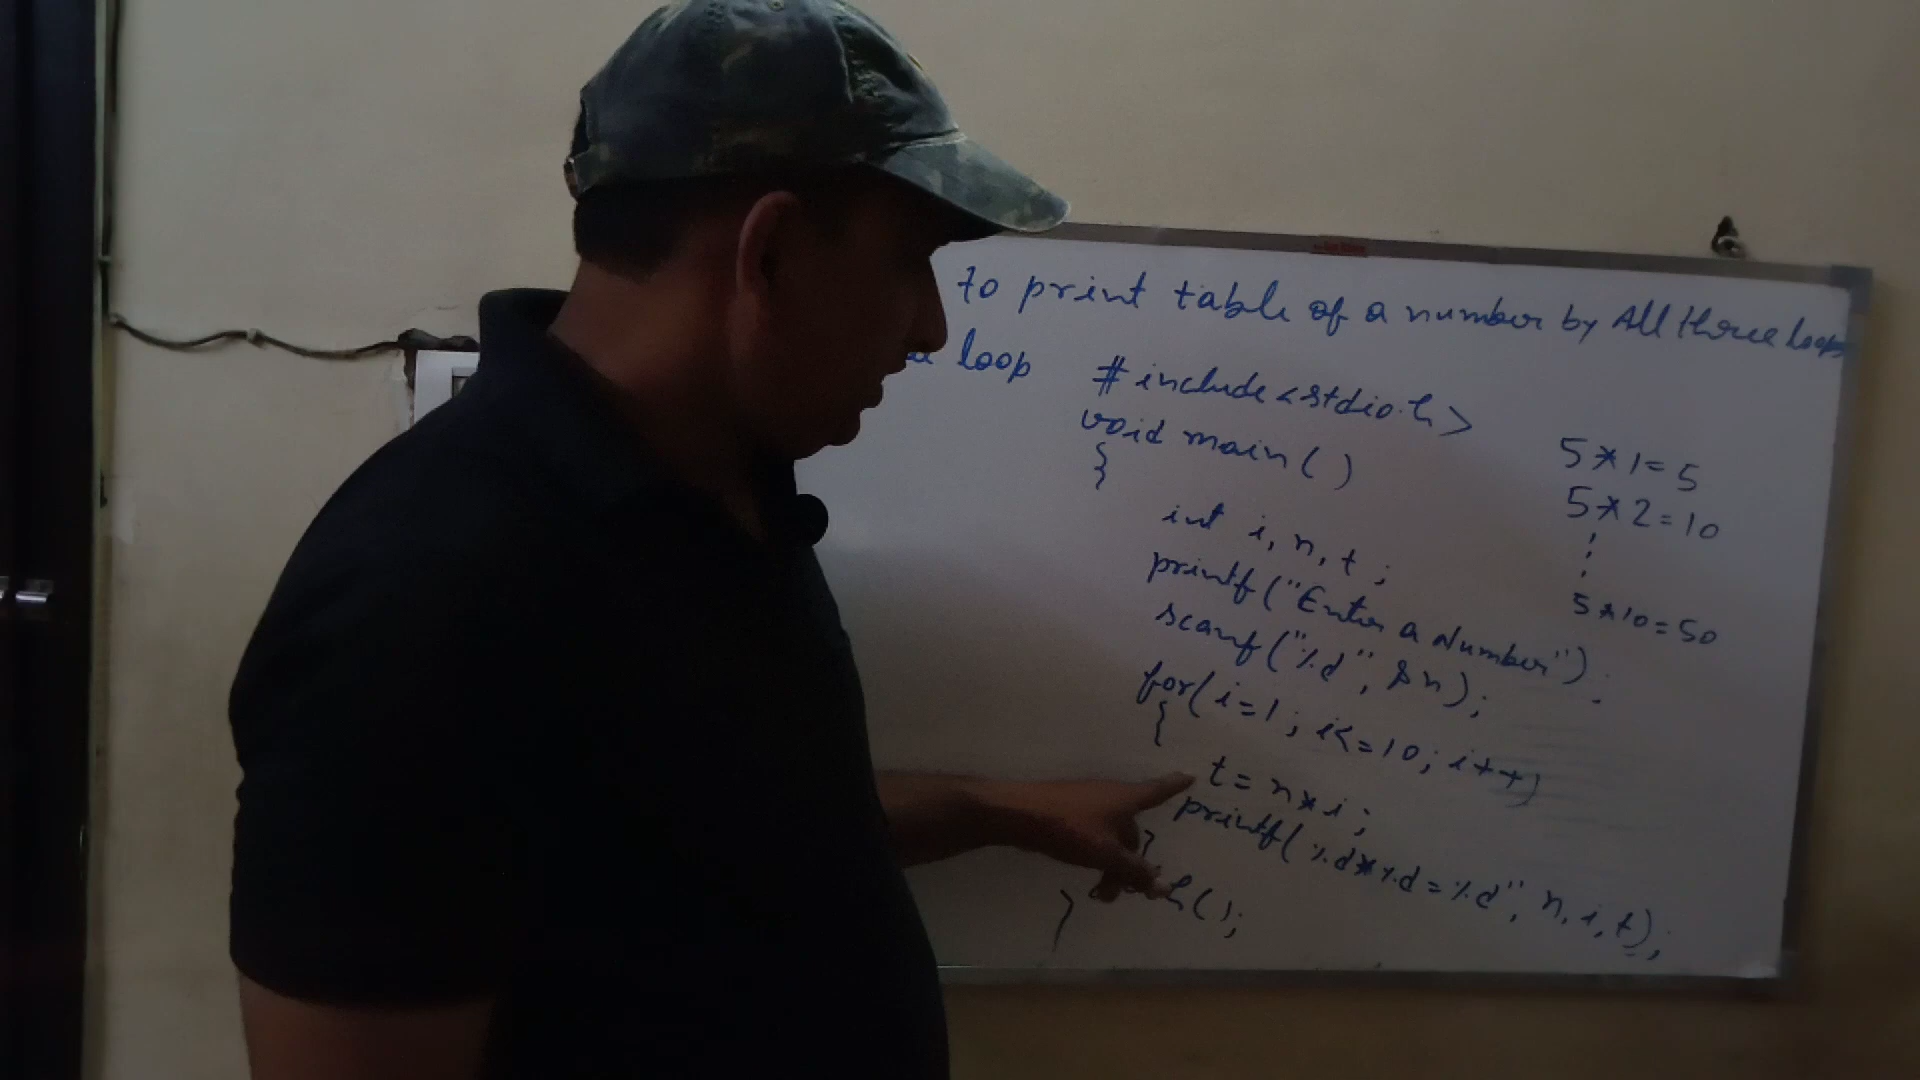 to print table of a number by All three loops
loop
#include<stdio.h>
void main()
{
int i, n, t;
printf("Enter a Number");
scanf("%d", &n);
for(i=1; i<=10; i++)
{
t = n*i;
printf(%d*%d=%d", n, i, t);
}
h();
}
5*1=5
5*2=10
5*10=50